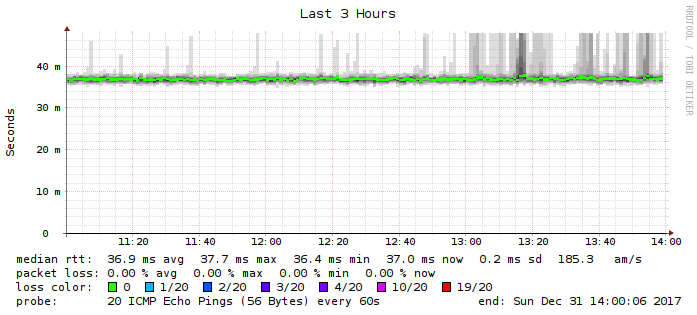 Last 3 Hours
RRDTOOL / TOBI OETIKER
Seconds
40 m
30 m
20 m
10 m
0
11:20 11:40 12:00 12:20 12:40 13:00 13:20 13:40 14:00
median rtt: 36.9 ms avg 37.7 ms max 36.4 ms min 37.0 ms now 0.2 ms sd 185.3 am/s
packet loss: 0.00 % avg 0.00 % max 0.00 % min 0.00 % now
loss color: 0 1/20 2/20 3/20 4/20 10/20 19/20
probe: 20 ICMP Echo Pings (56 Bytes) every 60s end: Sun Dec 31 14:00:06 2017